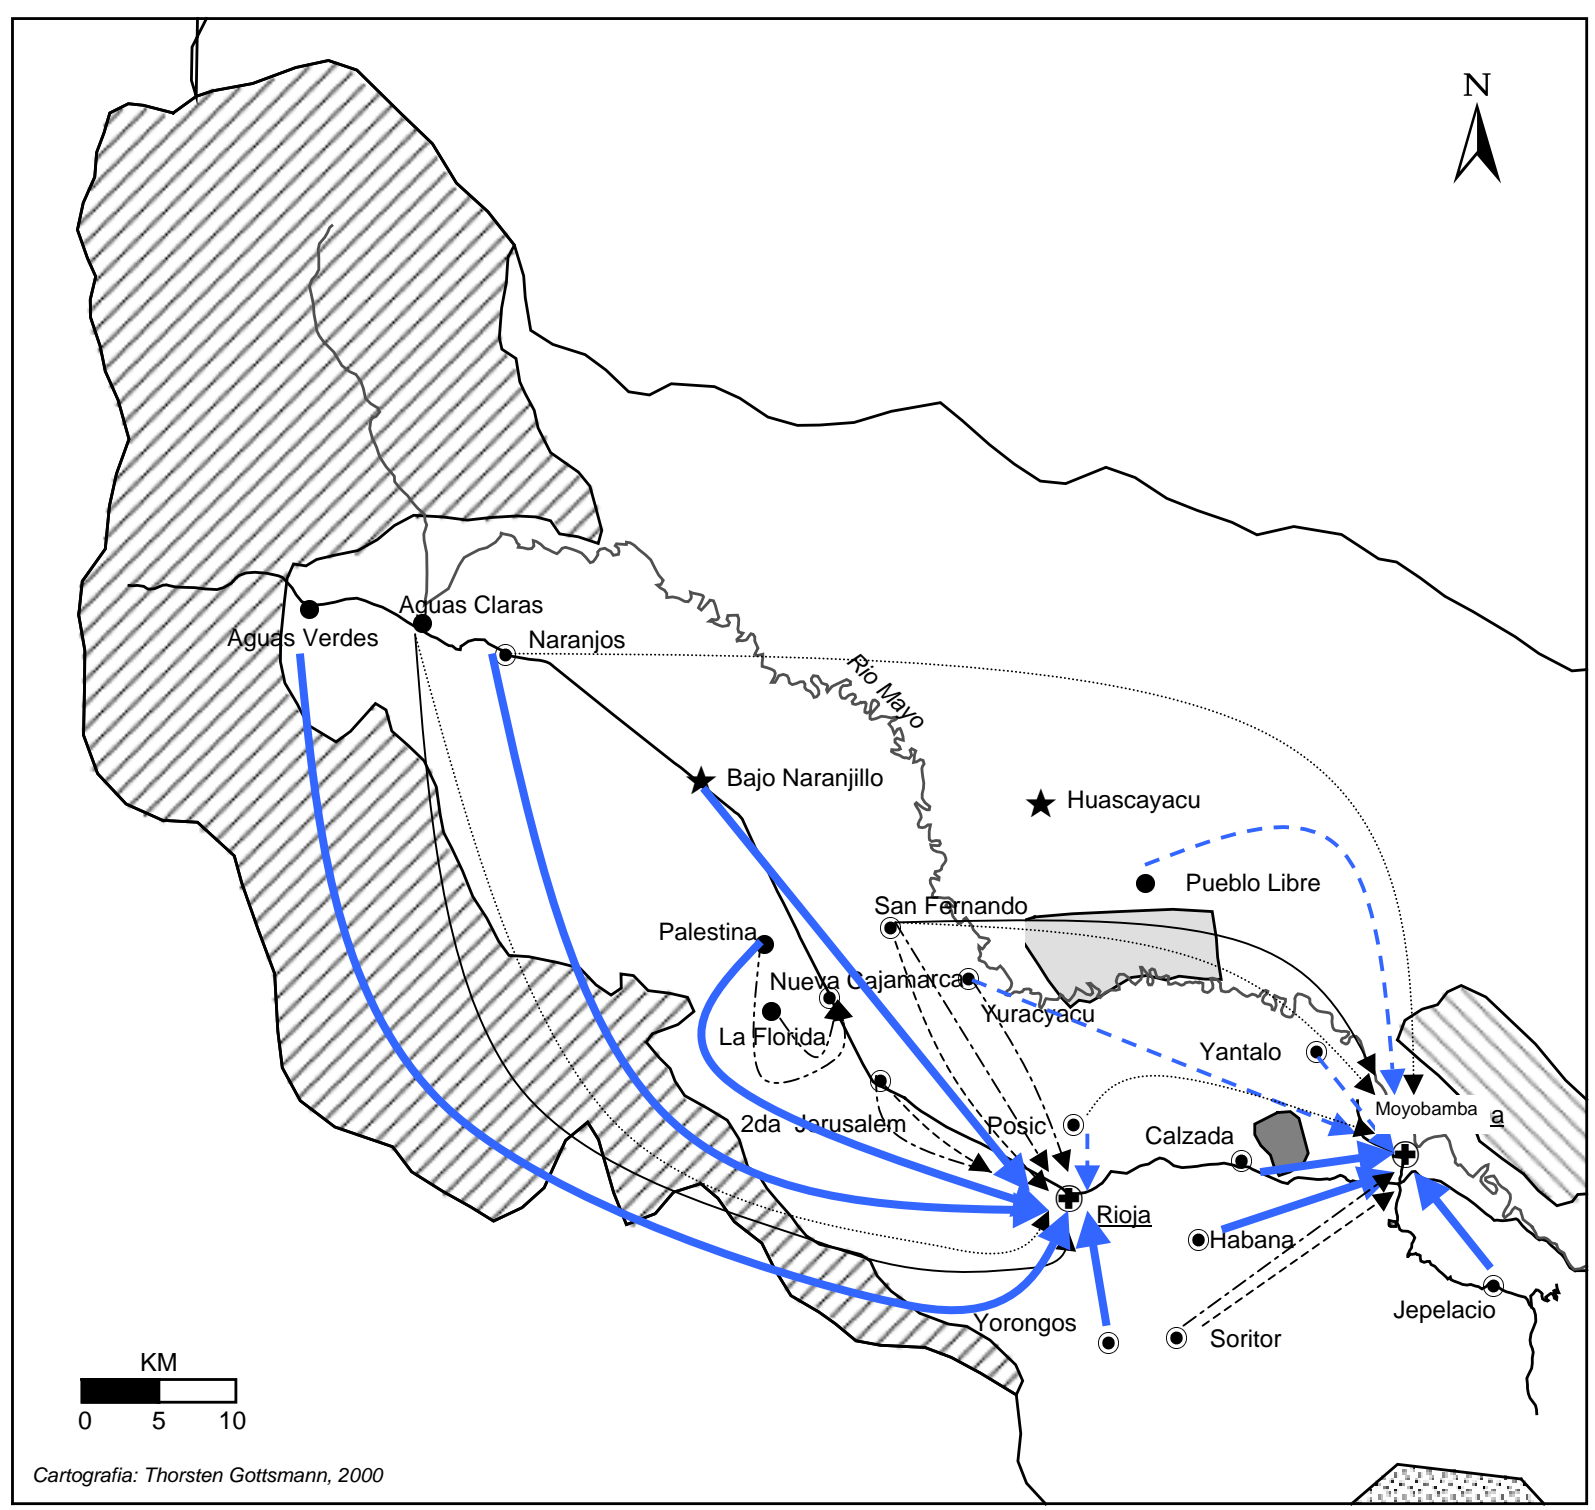 N
Aguas Claras
Aguas Verdes
Naranjos
Rio Mayo
Bajo Naranjillo
Huascayacu
Pueblo Libre
San Fernando
Palestina
Nueva Cajamarca
Yuracyacu
La Florida
Yantalo
Moyobamba
a
2da Jerusalem
Posic
Calzada
Rioja
Habana
Jepelacio
Yorongos
Soritor
KM
0 5 10
Cartografia: Thorsten Gottsmann, 2000